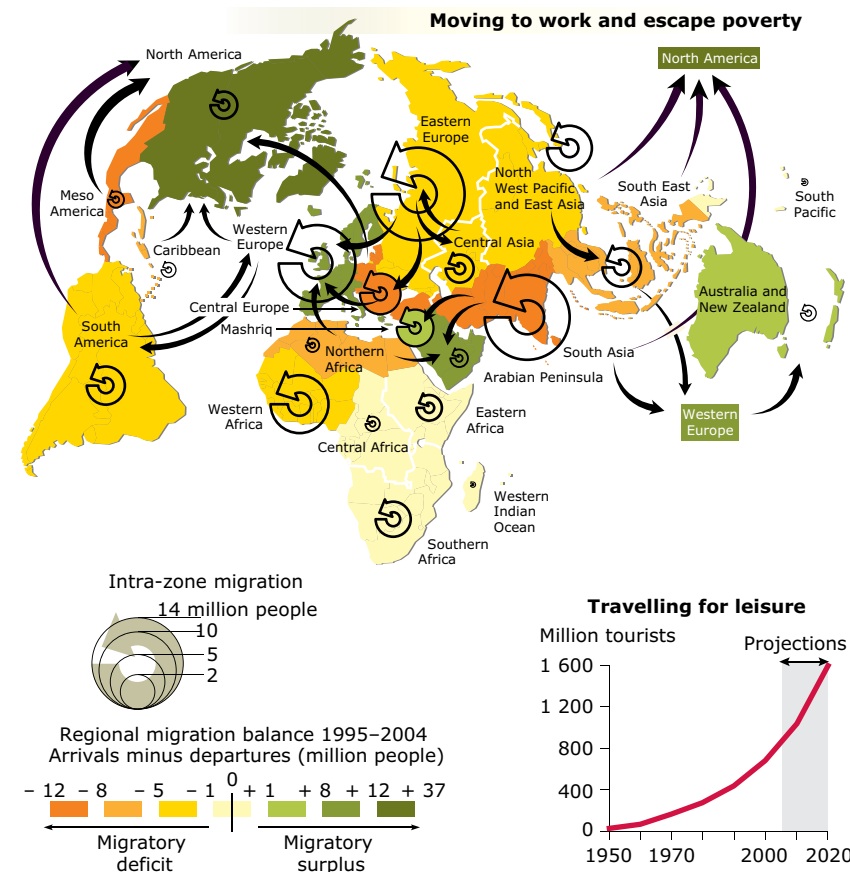 Moving to work and escape poverty
North America
North America
Eastern
Europe
North
West Pacific
and East Asia
South East
Asia
South
Pacific
Meso
America
Western
Europe
Caribbean
Central Asia
Central Europe
Mashriq
Australia and
New Zealand
South
America
Northern
Africa
South Asia
Arabian Peninsula
Western
Africa
Eastern
Africa
Western
Europe
Central Africa
Western
Indian
Ocean
Southern
Africa
Intra-zone migration
14 million people
10
5
2
Regional migration balance 1995–2004
Arrivals minus departures (million people)
0
– 12 – 8 – 5 – 1 + 1 + 8 + 12 + 37
Migratory
deficit
Migratory
surplus
Travelling for leisure
Million tourists
Projections
1 600
1 200
800
400
0
1950 1970 2000 2020